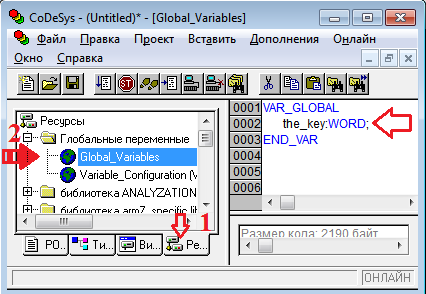 CoDeSys - (Untitled)* - [Global_Variables]
Файл Правка Проект Вставить Дополнения Онлайн
Окно Справка
2
Ресурсы
Глобальные переменные
Global_Variables
Variable_Configuration (V
библиотека ANALYZATION
библиотека arm7_specific lib
1
PO...
Ти...
Ви...
Ре...
0001 VAR_GLOBAL
0002 the_key:WORD;
0003 END_VAR
0004
0005
0006
Размер кода: 2190 байт
ОНЛАЙН